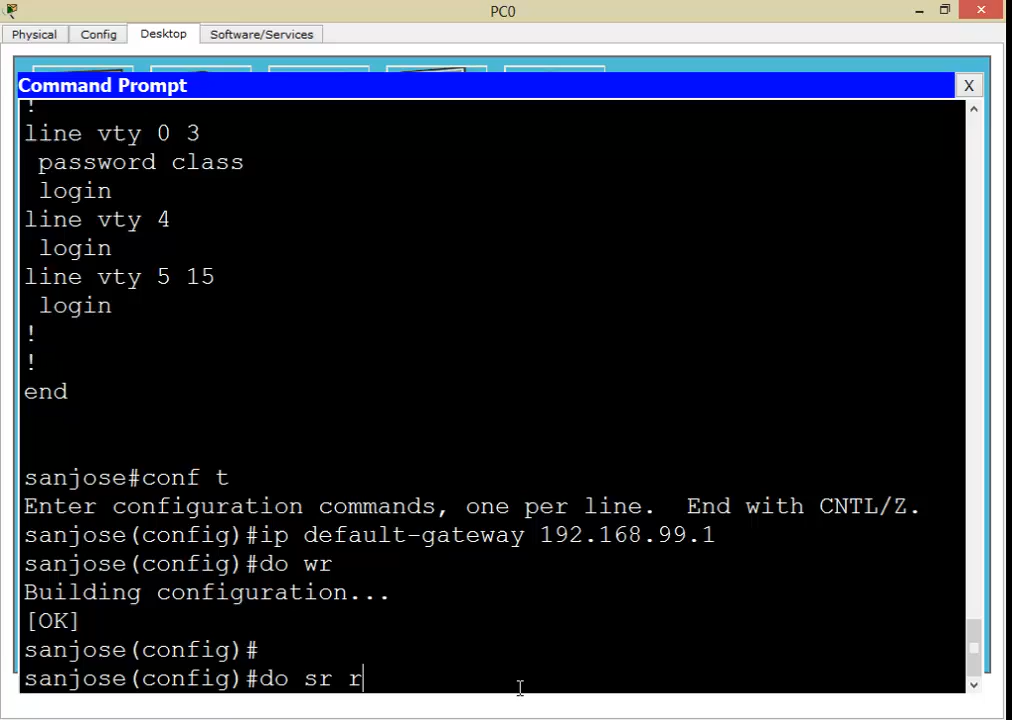 PC0
Physical Config Desktop Software/Services
Command Prompt X
!
line vty 0 3
password class
login
line vty 4
login
line vty 5 15
login
!
!
end
sanjose#conf t
Enter configuration commands, one per line. End with CNTL/Z.
sanjose(config)#ip default-gateway 192.168.99.1
sanjose(config)#do wr
Building configuration...
[OK]
sanjose(config)#
sanjose(config)#do sr r